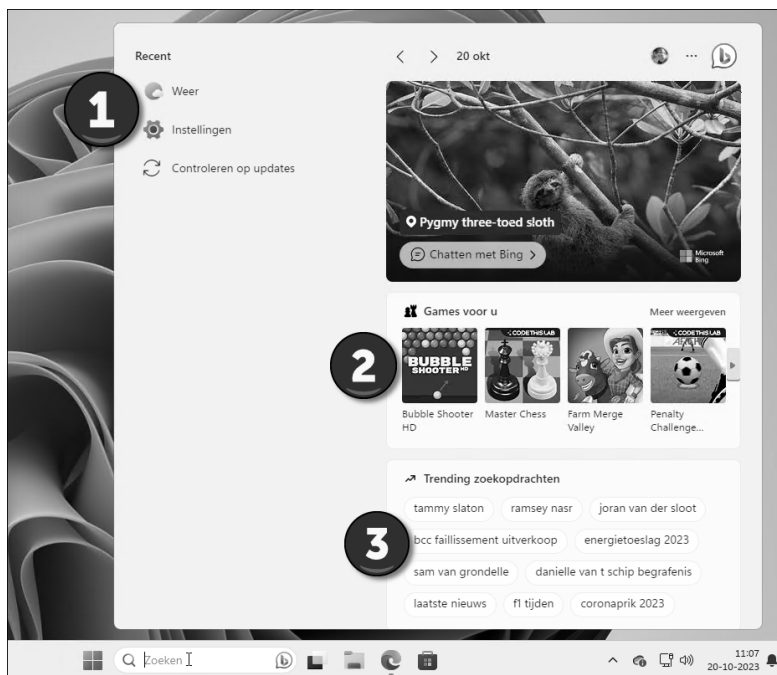 Recent
Weer
Instellingen
Controleren op updates
1
20 okt
Pygmy three-toed sloth
Chatten met Bing
Microsoft
Bing
Games voor u
Meer weergeven
2
BUBBLE
SHOOTER HD
CODETHISLAB
CODETHISLAB
Bubble Shooter
HD
Master Chess
Farm Merge
Valley
Penalty
Challenge...
Trending zoekopdrachten
tammy slaton
ramsey nasr
joran van der sloot
3
bcc faillissement uitverkoop
energietoeslag 2023
sam van grondelle
danielle van t schip begrafenis
laatste nieuws
f1 tijden
coronaprik 2023
Zoeken
11:07
20-10-2023